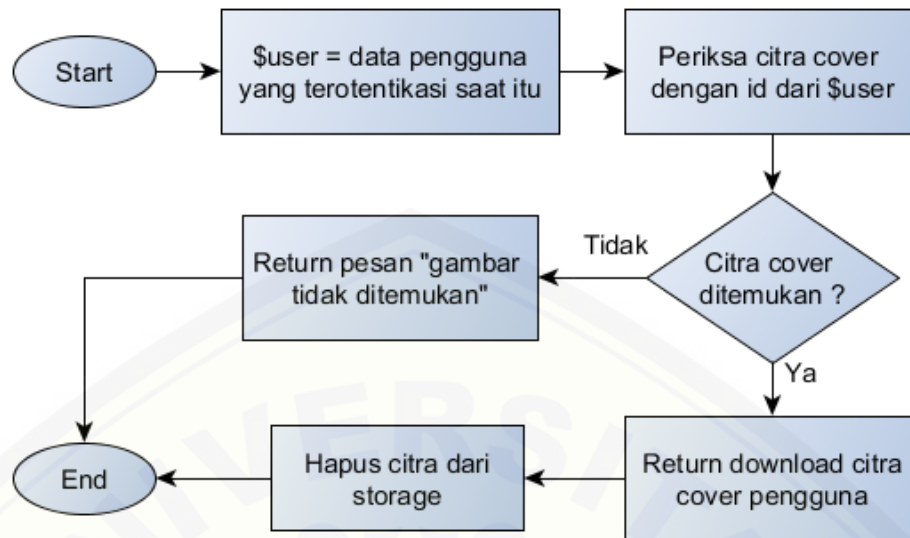 Start
$user = data pengguna
yang terotentikasi saat itu
Periksa citra cover
dengan id dari $user
Citra cover
ditemukan ?
Tidak
Return pesan "gambar
tidak ditemukan"
Ya
Return download citra
cover pengguna
Hapus citra dari
storage
End